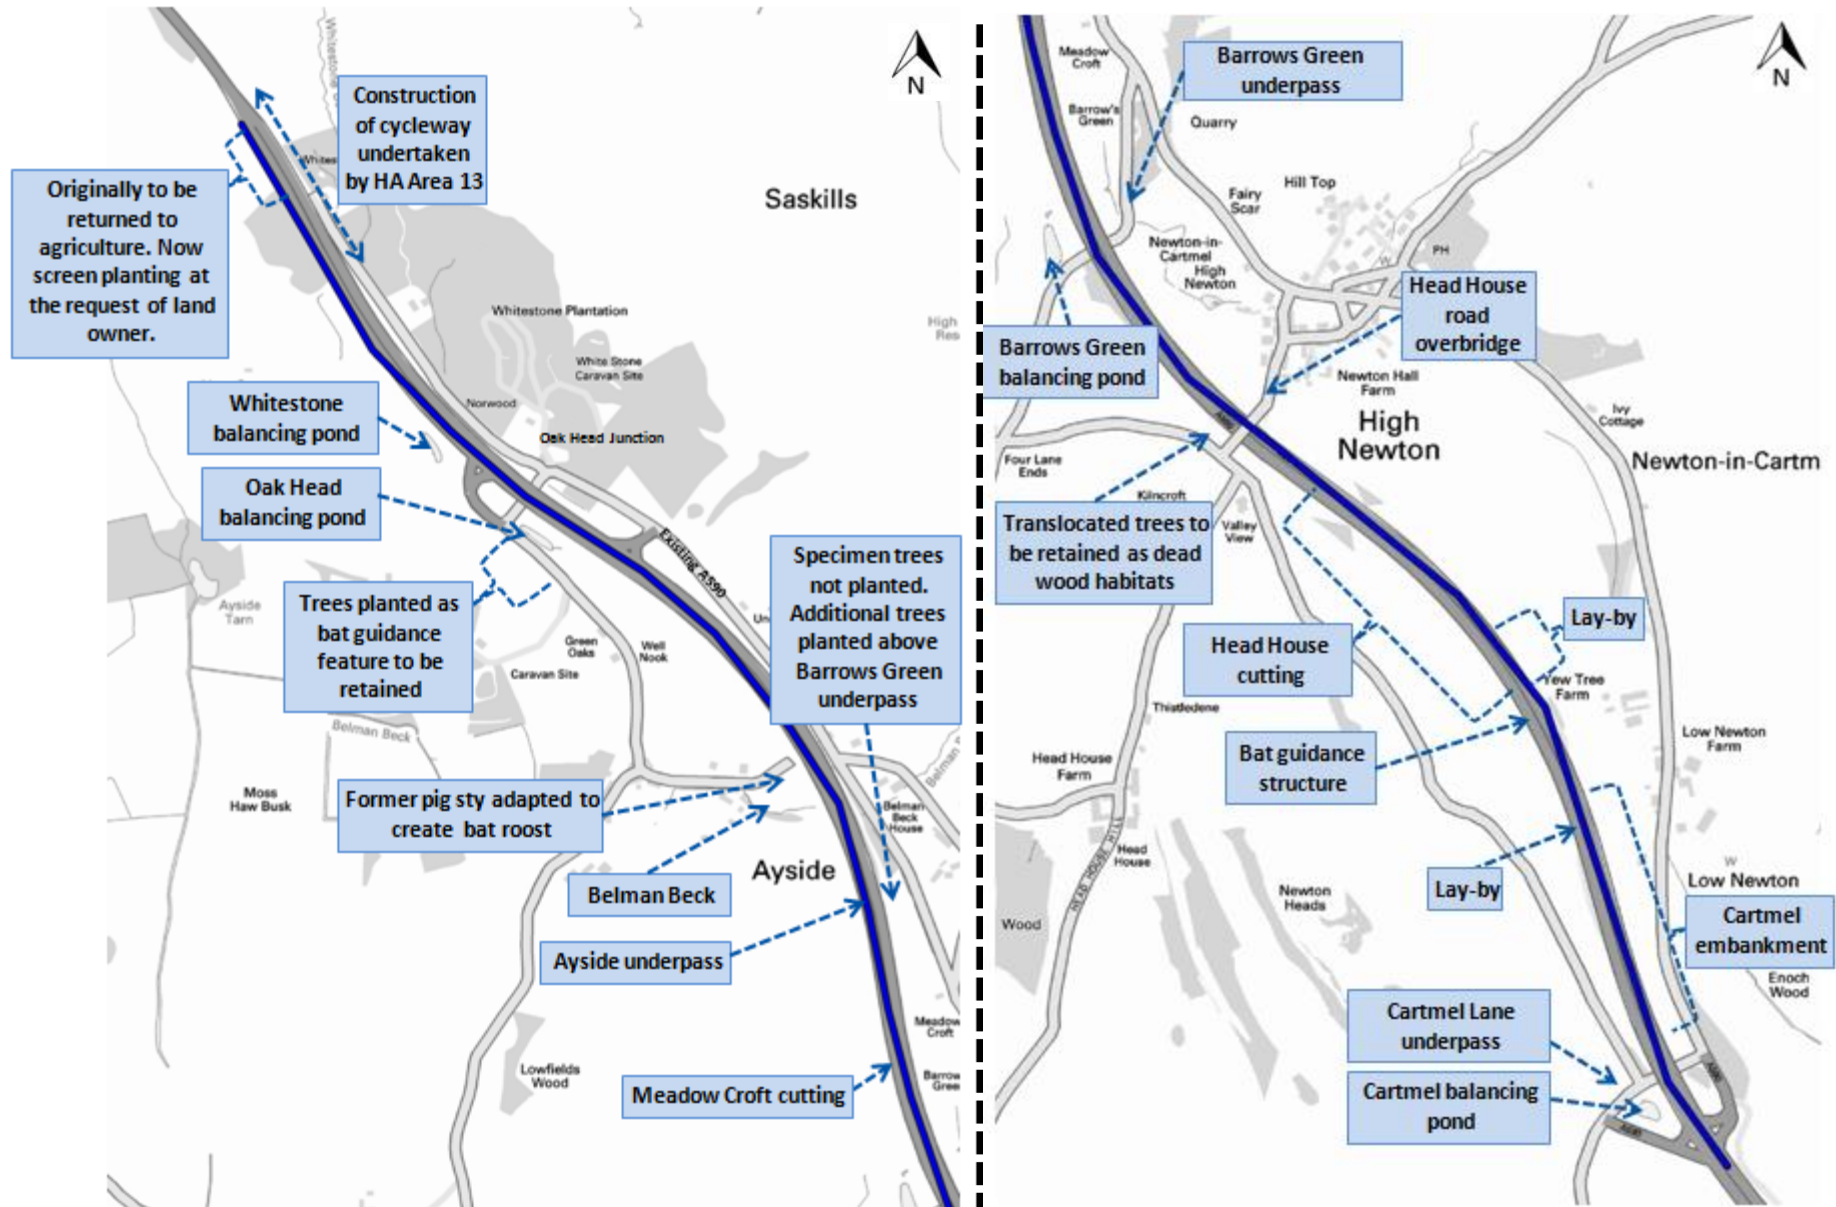 N
Construction
of cycleway
undertaken
by HA Area 13
Originally to be
returned to
agriculture. Now
screen planting at
the request of land
owner.
Saskills
Whitestone Plantation
White Stone
Caravan Site
High
Norwood
Oak Head Junction
Whitestone
balancing pond
Oak Head
balancing pond
Existing A590
Ayside
Tarn
Trees planted as
bat guidance
feature to be
retained
Green
Oaks
Well
Nook
Caravan Site
Belman Beck
Specimen trees
not planted.
Additional trees
planted above
Barrows Green
underpass
Moss
Haw Busk
Former pig sty adapted to
create bat roost
Belman
Beck
House
Ayside
Belman Beck
Ayside underpass
Meadow
Croft
Lowfields
Wood
Meadow Croft cutting
Barrow
Gree
N
Meadow
Croft
Barrows Green
underpass
Barrow's
Green
Quarry
Fairy
Scar
Hill Top
Newton-in-
Cartmel
High
Newton
PH
Head House
road
overbridge
Barrows Green
balancing pond
Newton Hall
Farm
High
Newton
Ivy
Cottage
Newton-in-Cartm
Four Lane
Ends
Kilncroft
Valley
View
Translocated trees to
be retained as dead
wood habitats
Lay-by
Head House
cutting
Yew Tree
Farm
Thistledene
Low Newton
Farm
Bat guidance
structure
Head House
Farm
HEAD HOUSE HILL
Head
House
W
Low Newton
Lay-by
Newton
Heads
Wood
Cartmel
embankment
Enoch
Wood
Cartmel Lane
underpass
Cartmel balancing
pond